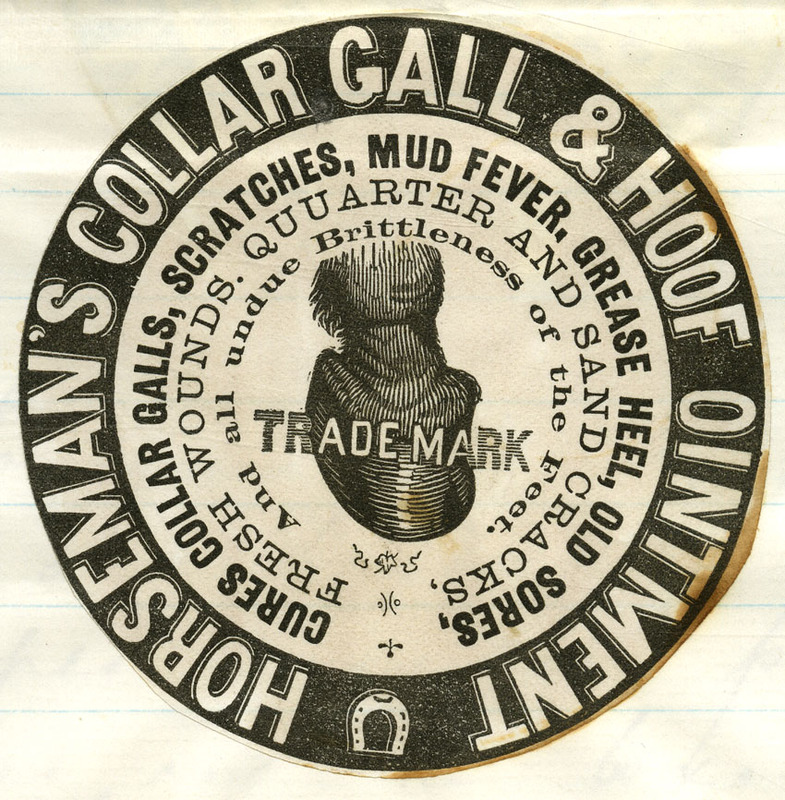 HORSEMAN'S COLLAR GALL & HOOF OINTMENT
CURES COLLAR GALLS, SCRATCHES, MUD FEVER, GREASE HEEL, OLD SORES,
FRESH WOUNDS. QUUARTER AND SAND CRACKS,
And all undue Brittleness of the Feet.
TRADE MARK